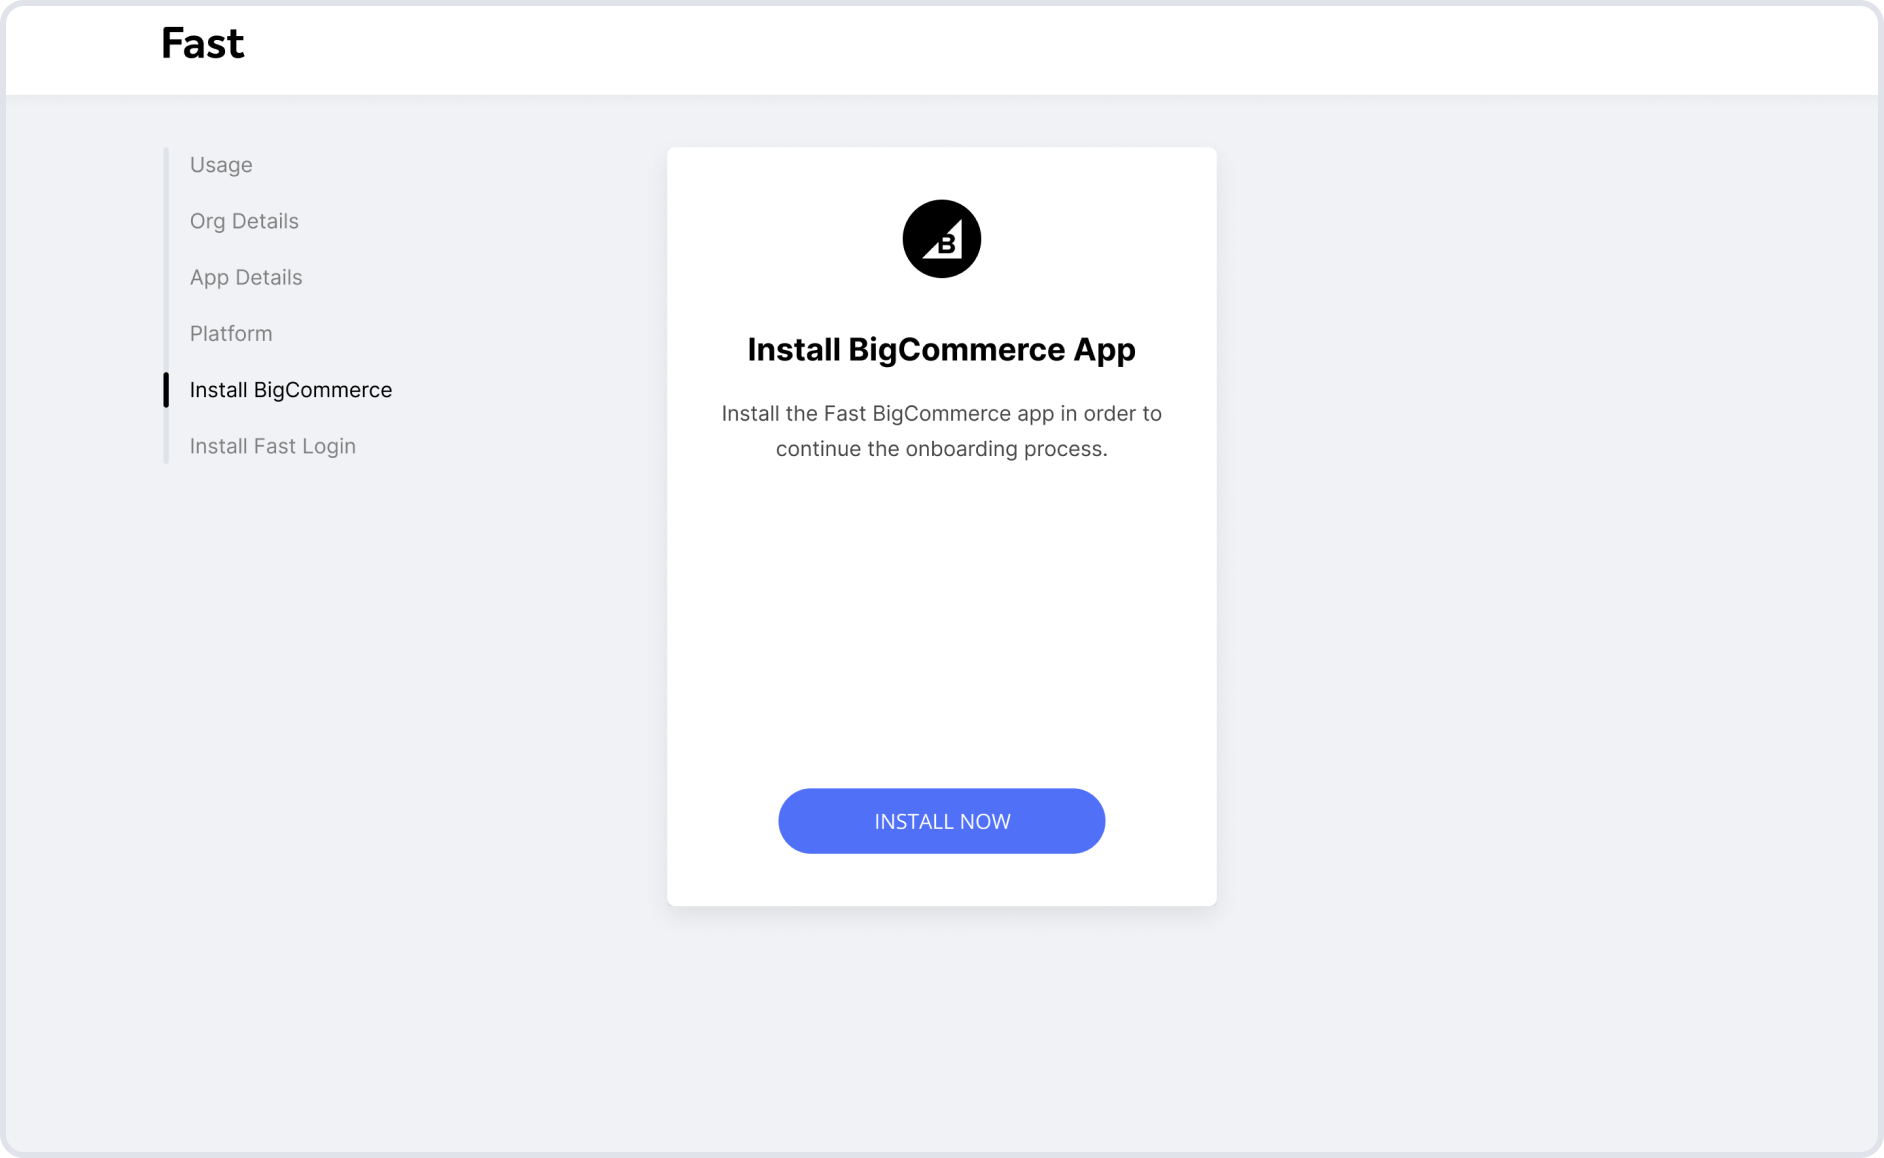 Fast
Usage
Org Details
App Details
Platform
Install BigCommerce
Install Fast Login
B
Install BigCommerce App
Install the Fast BigCommerce app in order to
continue the onboarding process.
INSTALL NOW